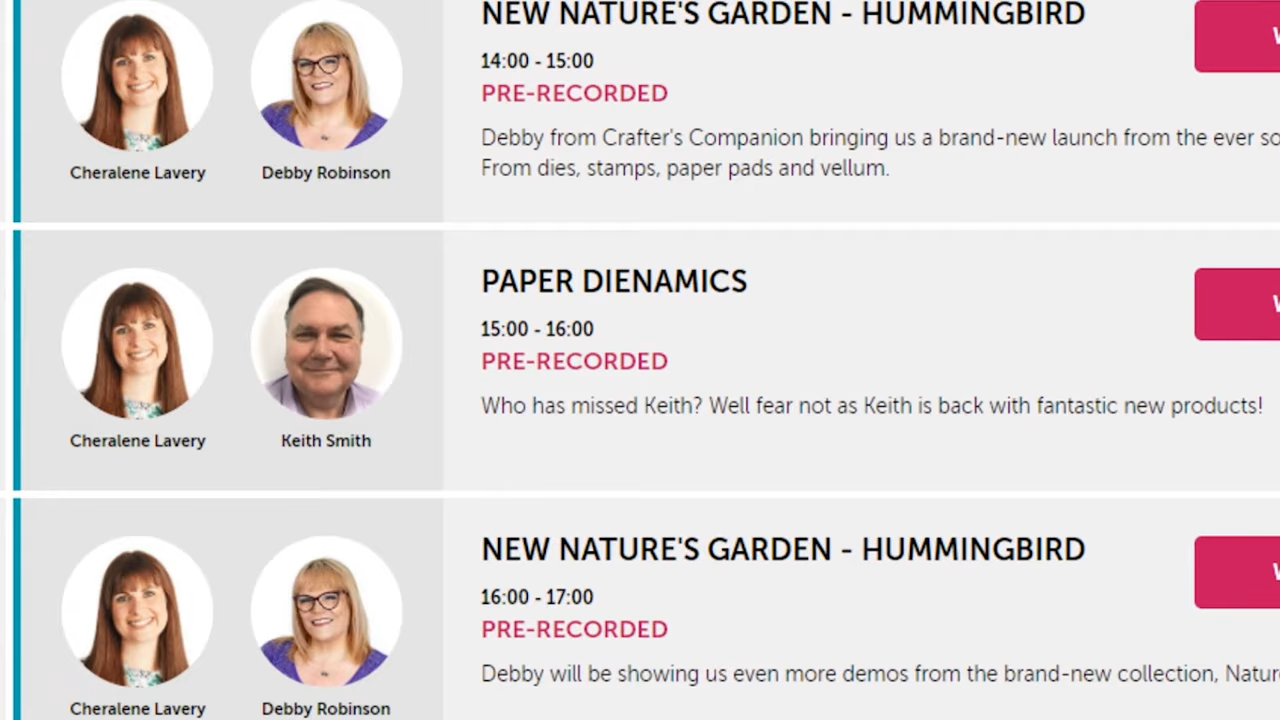 NEW NATURE'S GARDEN - HUMMINGBIRD
14:00 - 15:00
PRE-RECORDED
Debby from Crafter's Companion bringing us a brand-new launch from the ever so
From dies, stamps, paper pads and vellum.
Cheralene Lavery
Debby Robinson
PAPER DIENAMICS
15:00 - 16:00
PRE-RECORDED
Who has missed Keith? Well fear not as Keith is back with fantastic new products!
Cheralene Lavery
Keith Smith
NEW NATURE'S GARDEN - HUMMINGBIRD
16:00 - 17:00
PRE-RECORDED
Debby will be showing us even more demos from the brand-new collection, Nature
Cheralene Lavery
Debby Robinson